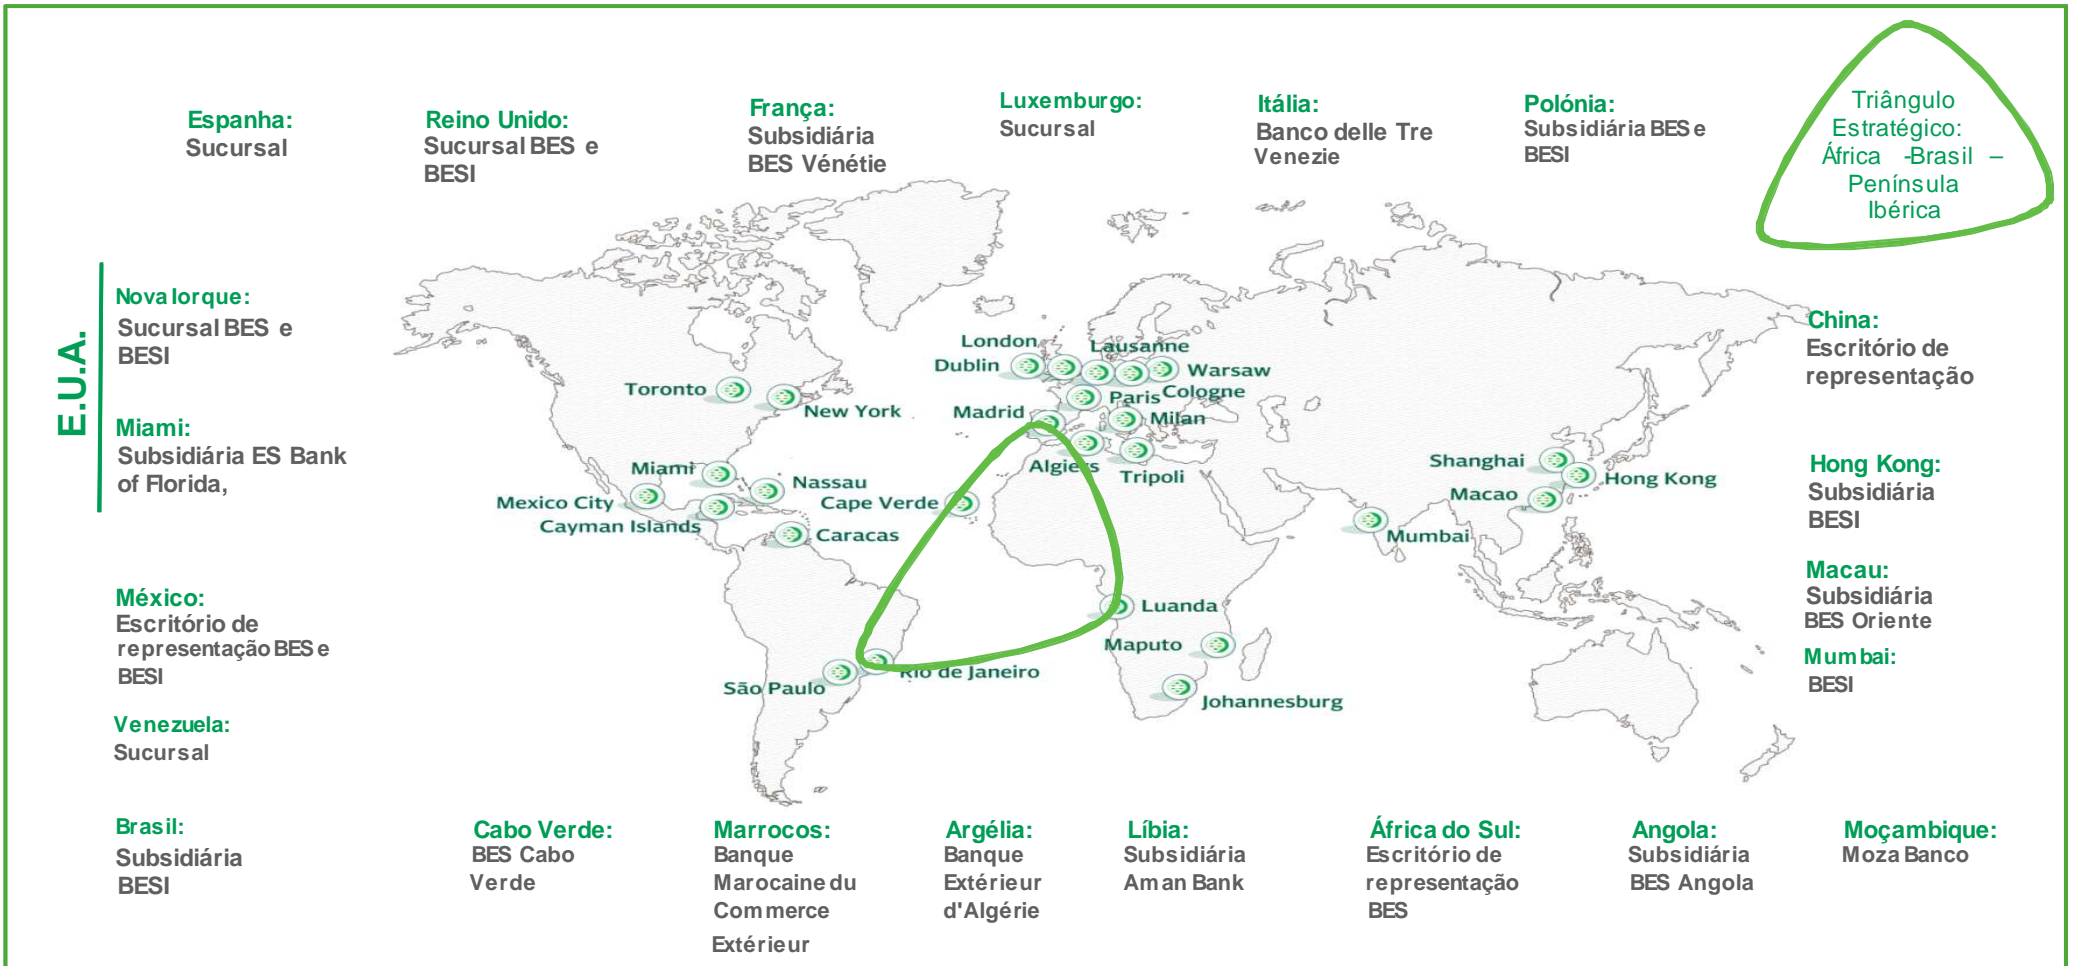 Espanha:
Sucursal
Reino Unido:
Sucursal BES e
BESI
França:
Subsidiária
BES Vénétie
Luxemburgo:
Sucursal
Itália:
Banco delle Tre
Venezie
Polónia:
Subsidiária BES e
BESI
Triângulo
Estratégico:
África -Brasil –
Península
Ibérica
E.U.A.
Nova Iorque:
Sucursal BES e
BESI
Miami:
Subsidiária ES Bank
of Florida,
México:
Escritório de
representação BES e
BESI
Venezuela:
Sucursal
Brasil:
Subsidiária
BESI
London
Dublin
Lausanne
Warsaw
Cologne
Paris
Toronto
New York
Madrid
Milan
Algiers
Tripoli
Miami
Nassau
Mexico City
Cape Verde
Cayman Islands
Caracas
Shanghai
Hong Kong
Macao
Mumbai
Luanda
Maputo
São Paulo
Rio de Janeiro
Johannesburg
China:
Escritório de
representação
Hong Kong:
Subsidiária
BESI
Macau:
Subsidiária
BES Oriente
Mumbai:
BESI
Cabo Verde:
BES Cabo
Verde
Marrocos:
Banque
Marocaine du
Commerce
Extérieur
Argélia:
Banque
Extérieur
d'Algérie
Líbia:
Subsidiária
Aman Bank
África do Sul:
Escritório de
representação
BES
Angola:
Subsidiária
BES Angola
Moçambique:
Moza Banco